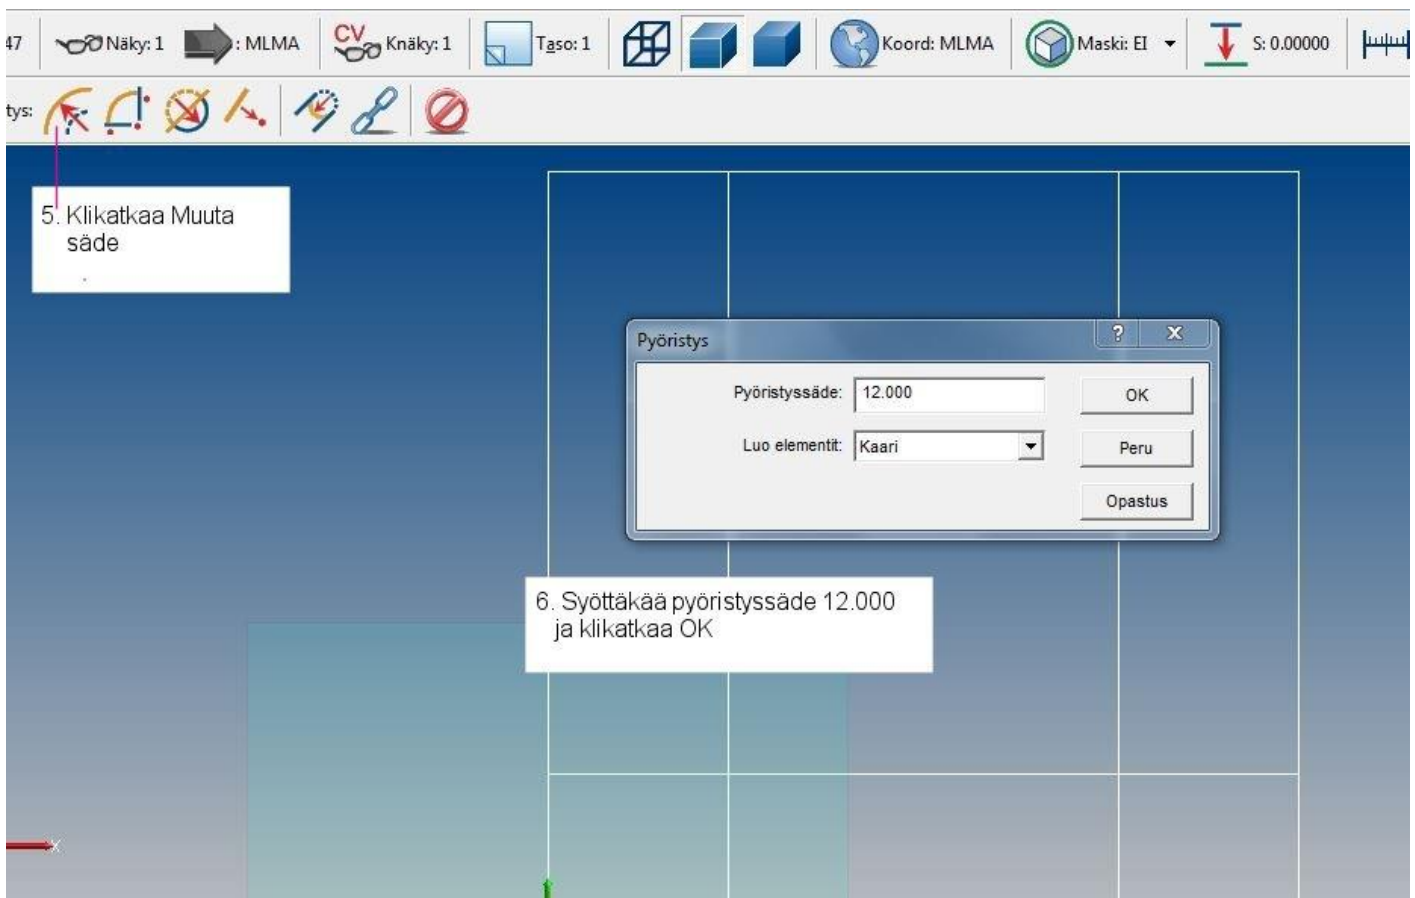 47
Näky: 1
: MLMA
CV
Knäky: 1
Taso: 1
Koord: MLMA
Maski: EI
S: 0.00000
tys:
5. Klikatkaa Muuta
säde
.
Pyöristys
?
X
Pyöristyssäde: 12.000
OK
Luo elementit: Kaari
Peru
Opastus
6. Syöttäkää pyöristyssäde 12.000
ja klikatkaa OK
X